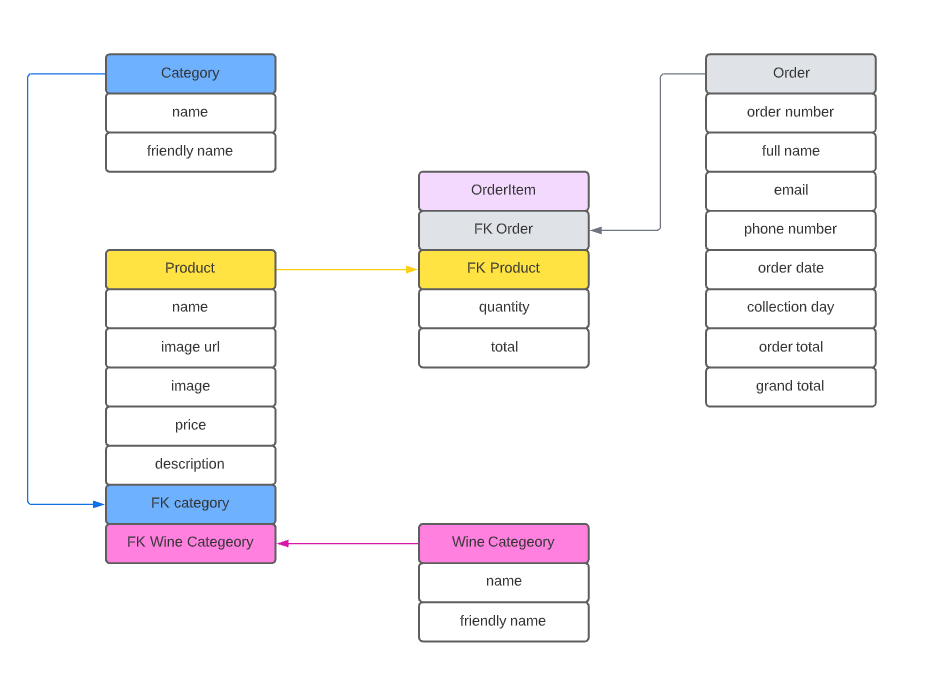 Category
name
friendly name
Product
name
image url
image
price
description
FK category
FK Wine Categeory
OrderItem
FK Order
FK Product
quantity
total
Wine Categeory
name
friendly name
Order
order number
full name
email
phone number
order date
collection day
order total
grand total